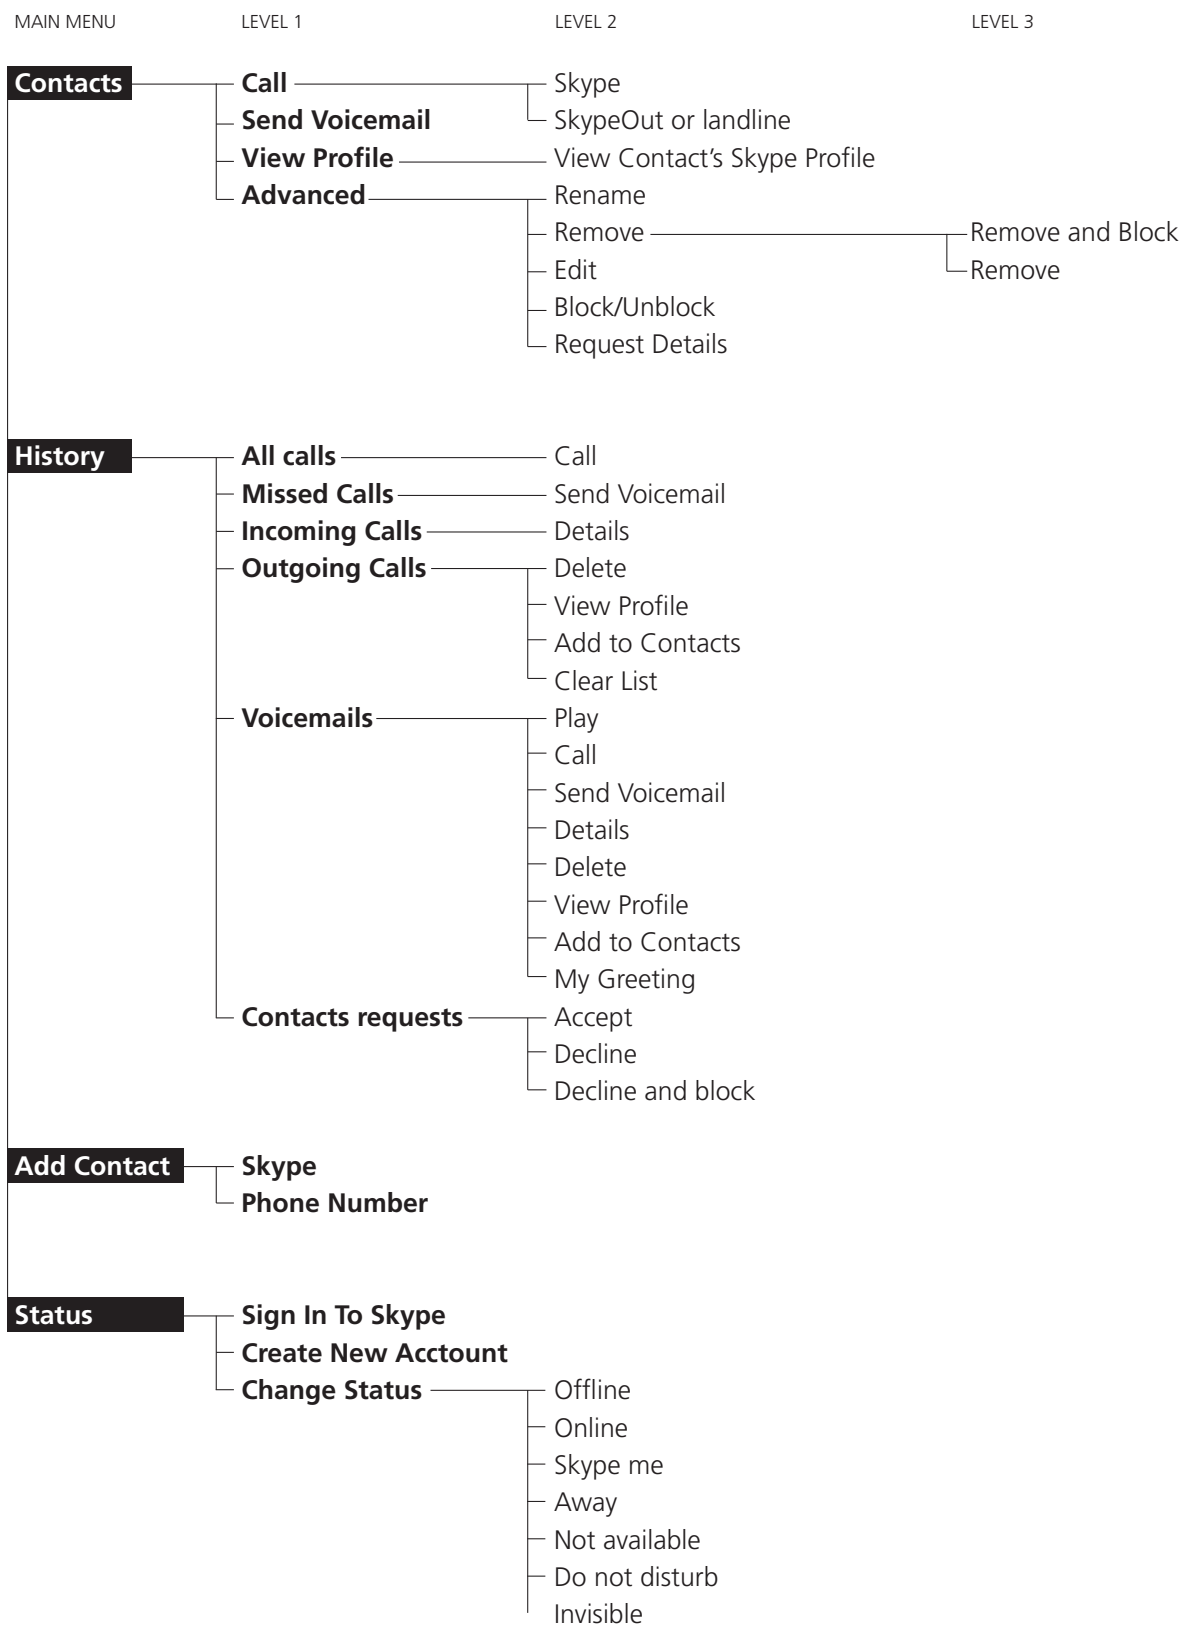 MAIN MENU LEVEL 1 LEVEL 2 LEVEL 3
Contacts Call Skype
Send Voicemail SkypeOut or landline
View Profile View Contact’s Skype Profile
Advanced Rename
Remove Remove and Block
Edit Remove
Block/Unblock
Request Details
History All calls Call
Missed Calls Send Voicemail
Incoming Calls Details
Outgoing Calls Delete
View Profile
Add to Contacts
Clear List
Voicemails Play
Call
Send Voicemail
Details
Delete
View Profile
Add to Contacts
My Greeting
Contacts requests Accept
Decline
Decline and block
Add Contact Skype
Phone Number
Status Sign In To Skype
Create New Acctount
Change Status Offline
Online
Skype me
Away
Not available
Do not disturb
Invisible